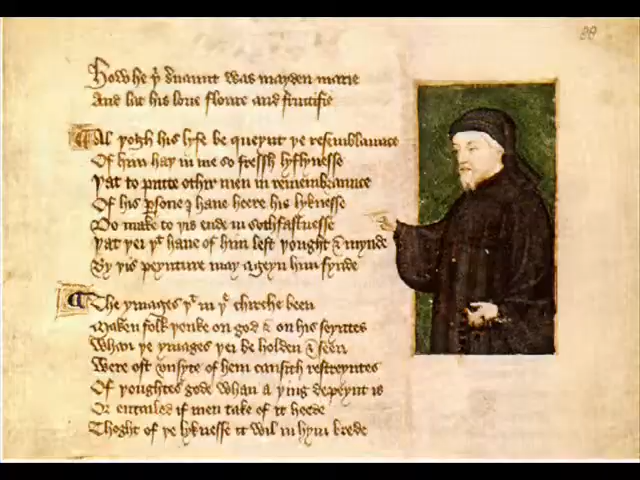 88
How he þi seruaunt was mayden marie
And lat his loue floure and fructifie
Al þogh his lyfe be queynt þe resemblaunce
Of him haþ in me so fressh lyflynesse
Þat to putte othir men in remembraunce
Of his persone I haue heere his lyknesse
Do make to þis ende in sothfastnesse
Þat þei þt haue of him left þought & mynde
By þis peynture may ageyn him fynde
The ymages þt in þe chirche been
Maken folk þenke on god & on his seyntes
Whan þe ymages þei beholden & seen
Were oft vnsyte of hem causith restreyntes
Of þoughtes gode whan a þing depeynt is
Or entailed if men take of it heede
Thoght of þe lyknesse it wil in hym brede